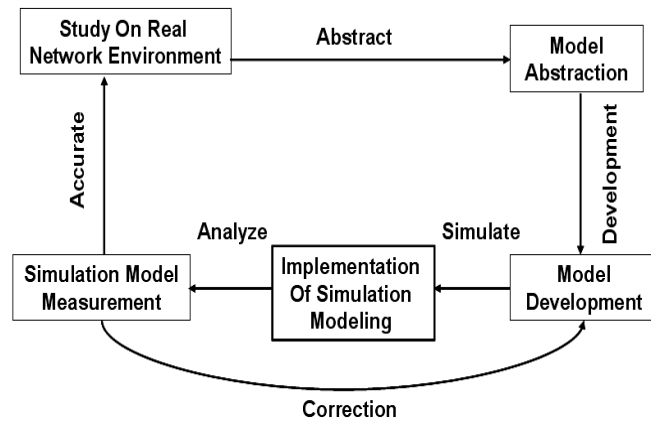 Study On Real
Network Environment
Abstract
Model
Abstraction
Accurate
Development
Analyze
Simulate
Simulation Model
Measurement
Implementation
Of Simulation
Modeling
Model
Development
Correction